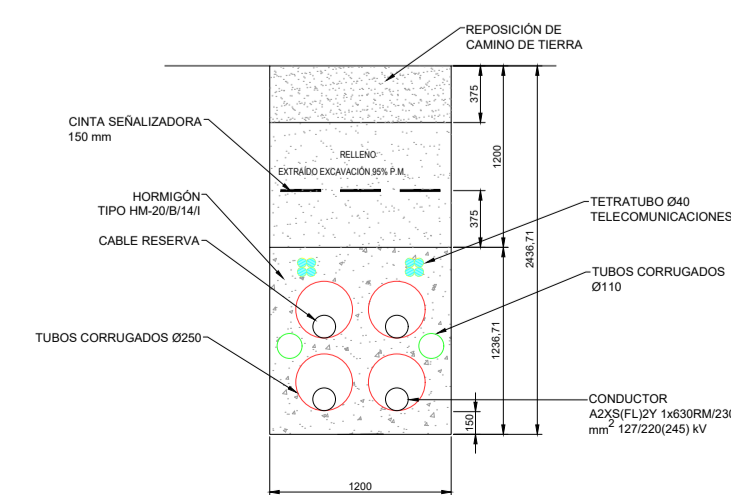 REPOSICIÓN DE
CAMINO DE TIERRA
375
CINTA SEÑALIZADORA
150 mm
RELLENO
EXTRAÍDO EXCAVACIÓN 95% P.M.
1200
375
2436,71
HORMIGÓN
TIPO HM-20/B/14/I
TETRATUBO Ø40
TELECOMUNICACIONES
CABLE RESERVA
TUBOS CORRUGADOS
Ø110
1236,71
TUBOS CORRUGADOS Ø250
150
CONDUCTOR
A2XS(FL)2Y 1x630RM/230
mm2 127/220(245) kV
1200